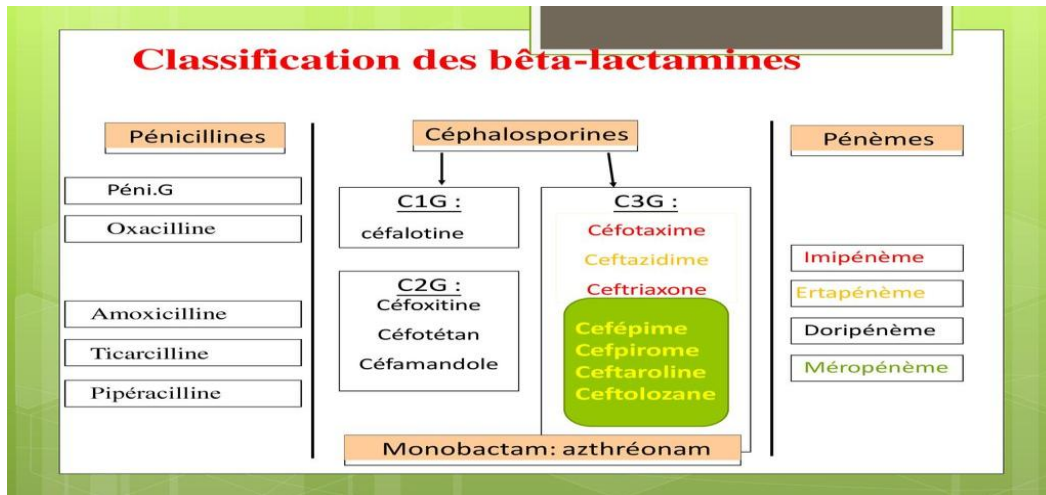 Classification des bêta-lactamines
Pénicillines
Péni.G
Oxacilline
Amoxicilline
Ticarcilline
Pipéracilline
Céphalosporines
C1G :
céfalotine
C2G :
Céfoxitine
Céfotétan
Céfamandole
C3G :
Céfotaxime
Ceftazidime
Ceftriaxone
Cefépime
Cefpirome
Ceftaroline
Ceftolozane
Monobactam: azthréonam
Pénèmes
Imipénème
Ertapénème
Doripénème
Méropénème